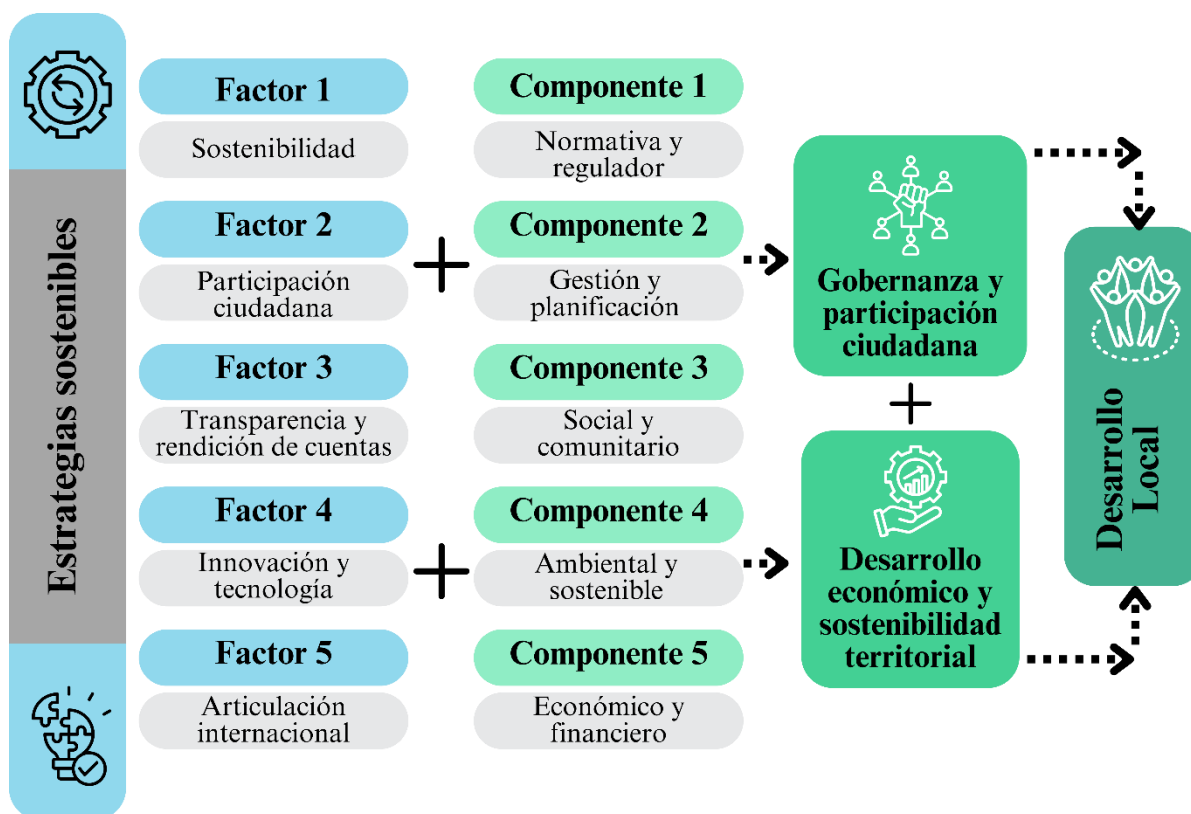 Estrategias sostenibles
Factor 1
Sostenibilidad
Factor 2
Participación
ciudadana
Factor 3
Transparencia y
rendición de cuentas
Factor 4
Innovación y
tecnología
Factor 5
Articulación
internacional
Componente 1
Normativa y
regulador
Componente 2
Gestión y
planificación
Componente 3
Social y
comunitario
Componente 4
Ambiental y
sostenible
Componente 5
Económico y
financiero
Gobernanza y
participación
ciudadana
Desarrollo
económico y
sostenibilidad
territorial
Desarrollo
Local